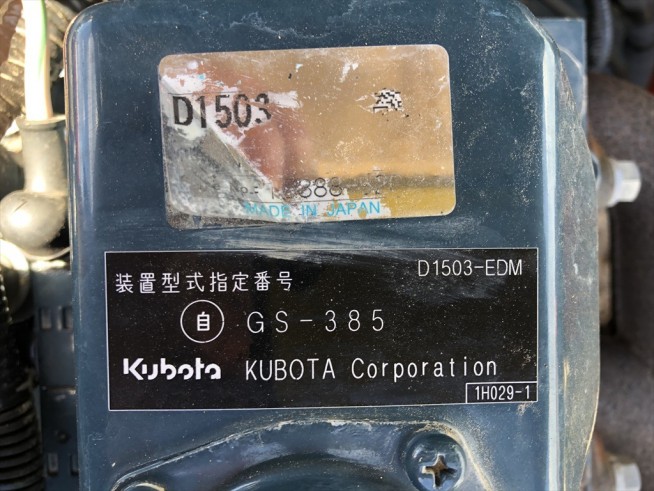 D1503
MADE IN JAPAN
装置型式指定番号
D1503-EDM
自 GS-385
Kubota KUBOTA Corporation
1H029-1